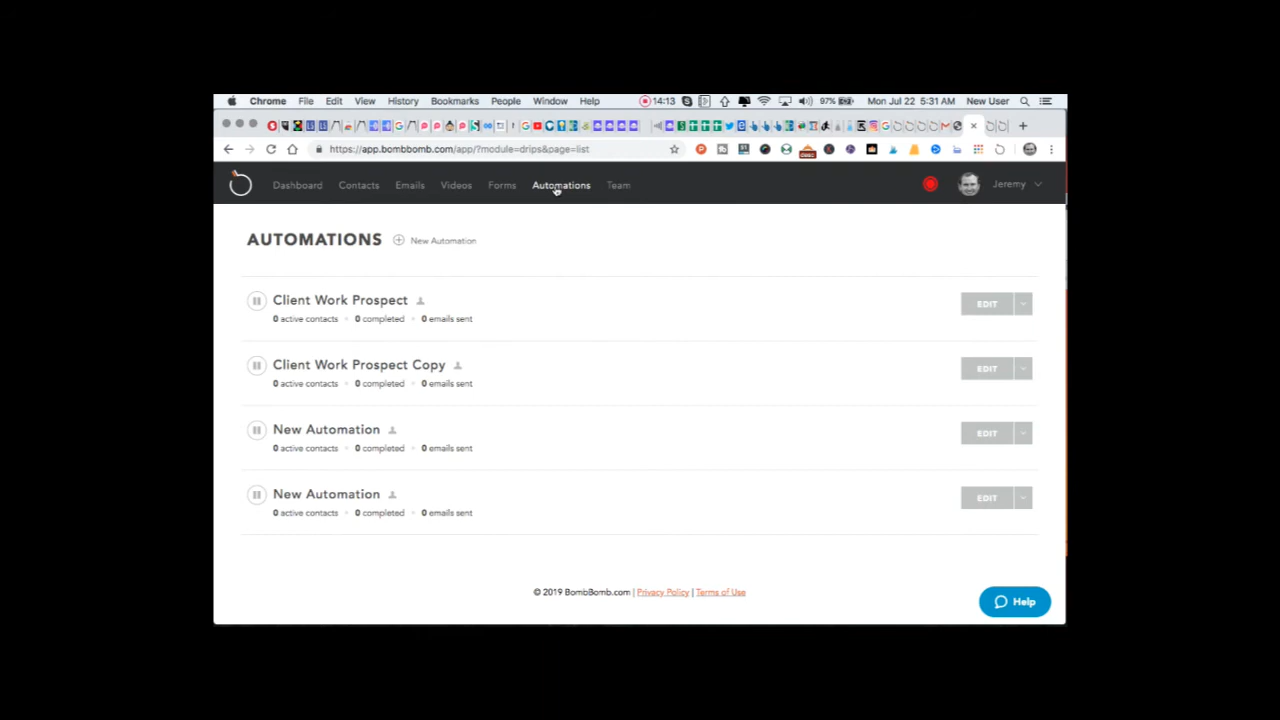 Chrome File Edit View History Bookmarks People Window Help 14:13 97% Mon Jul 22 5:31 AM New User
https://app.bombbomb.com/app/?module=drips&page=list
Dashboard Contacts Emails Videos Forms Automations Team Jeremy
AUTOMATIONS New Automation
Client Work Prospect
0 active contacts 0 completed 0 emails sent
EDIT
Client Work Prospect Copy
0 active contacts 0 completed 0 emails sent
EDIT
New Automation
0 active contacts 0 completed 0 emails sent
EDIT
New Automation
0 active contacts 0 completed 0 emails sent
EDIT
© 2019 BombBomb.com | Privacy Policy | Terms of Use
Help